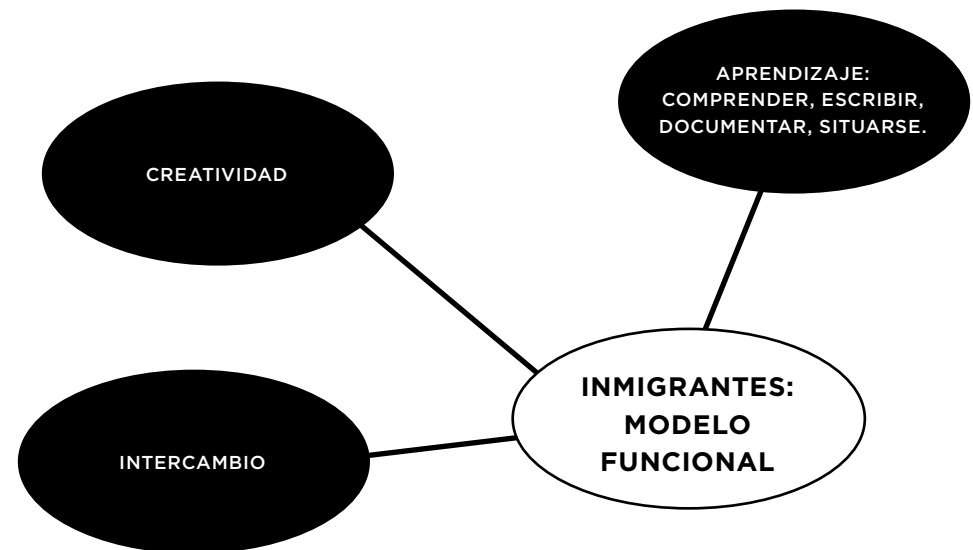 APRENDIZAJE:
COMPRENDER, ESCRIBIR,
DOCUMENTAR, SITUARSE.
CREATIVIDAD
INMIGRANTES:
MODELO
FUNCIONAL
INTERCAMBIO